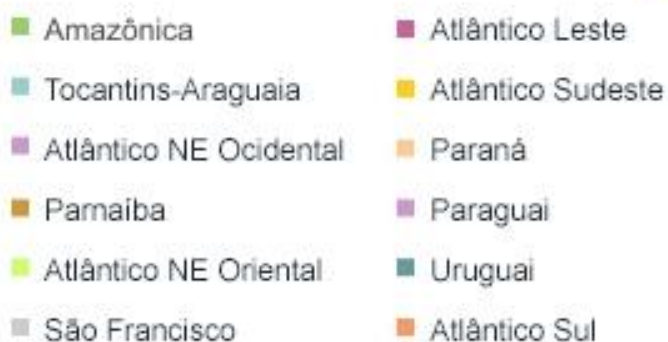 Amazônica
Tocantins-Araguaia
Atlântico NE Ocidental
Parnaíba
Atlântico NE Oriental
São Francisco
Atlântico Leste
Atlântico Sudeste
Paraná
Paraguai
Uruguai
Atlântico Sul